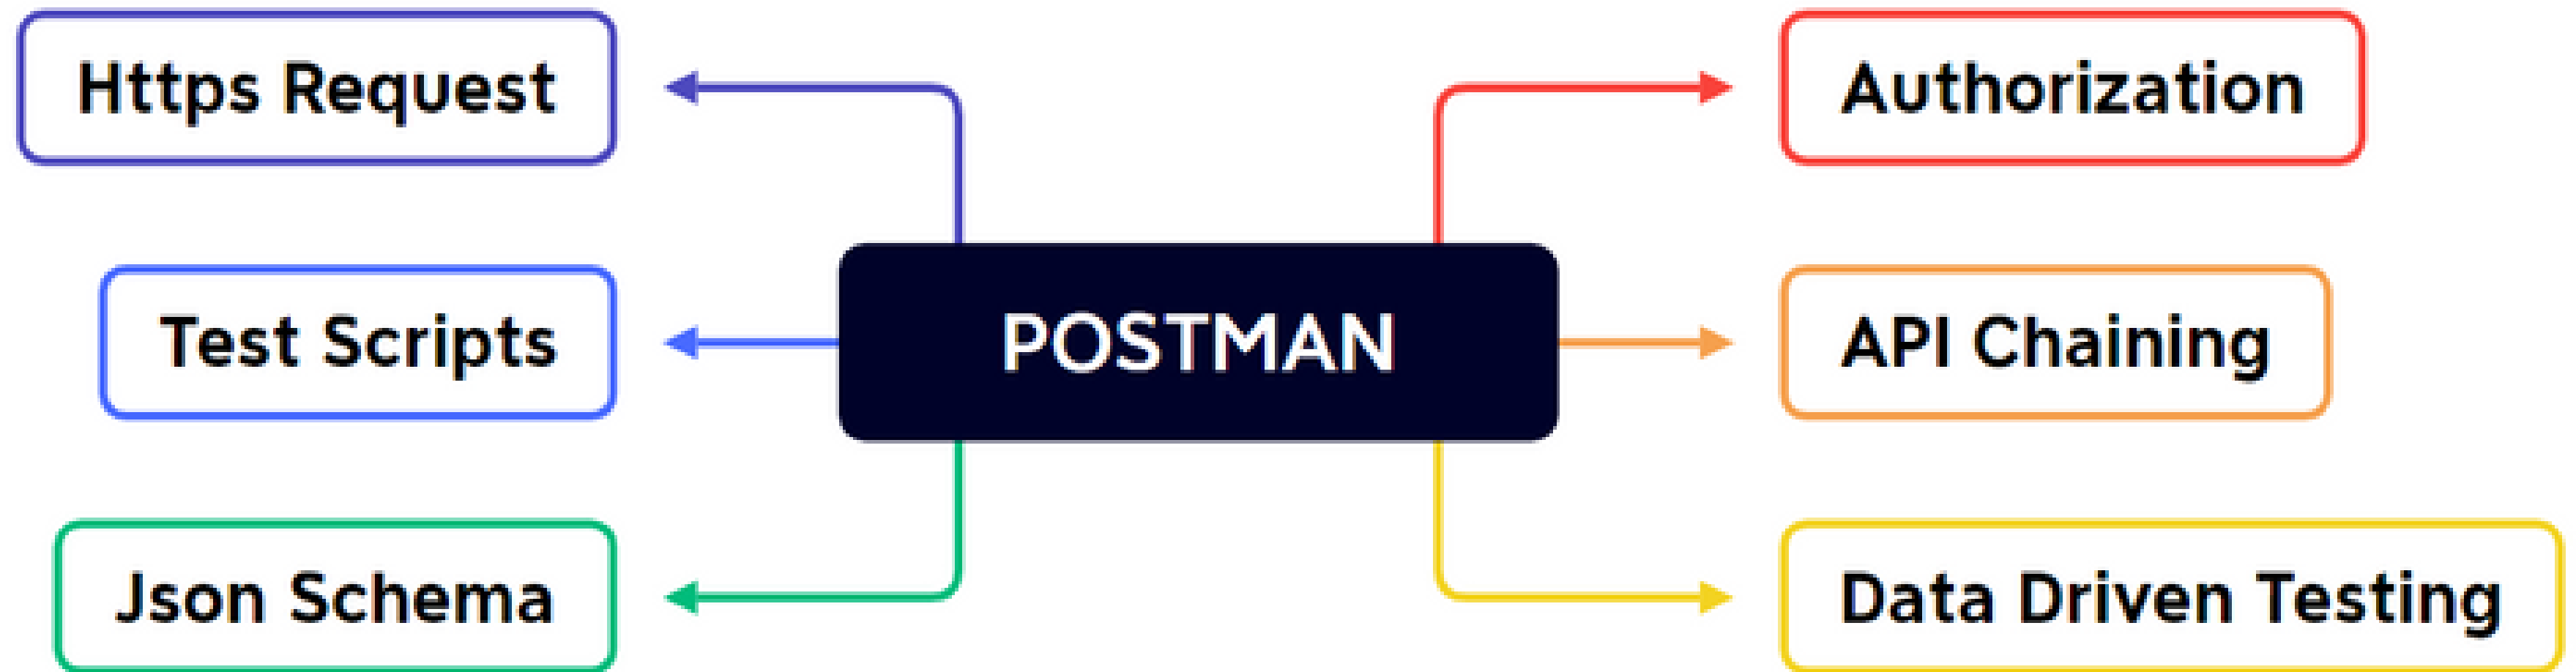 Https Request
Authorization
Test Scripts
POSTMAN
API Chaining
Json Schema
Data Driven Testing